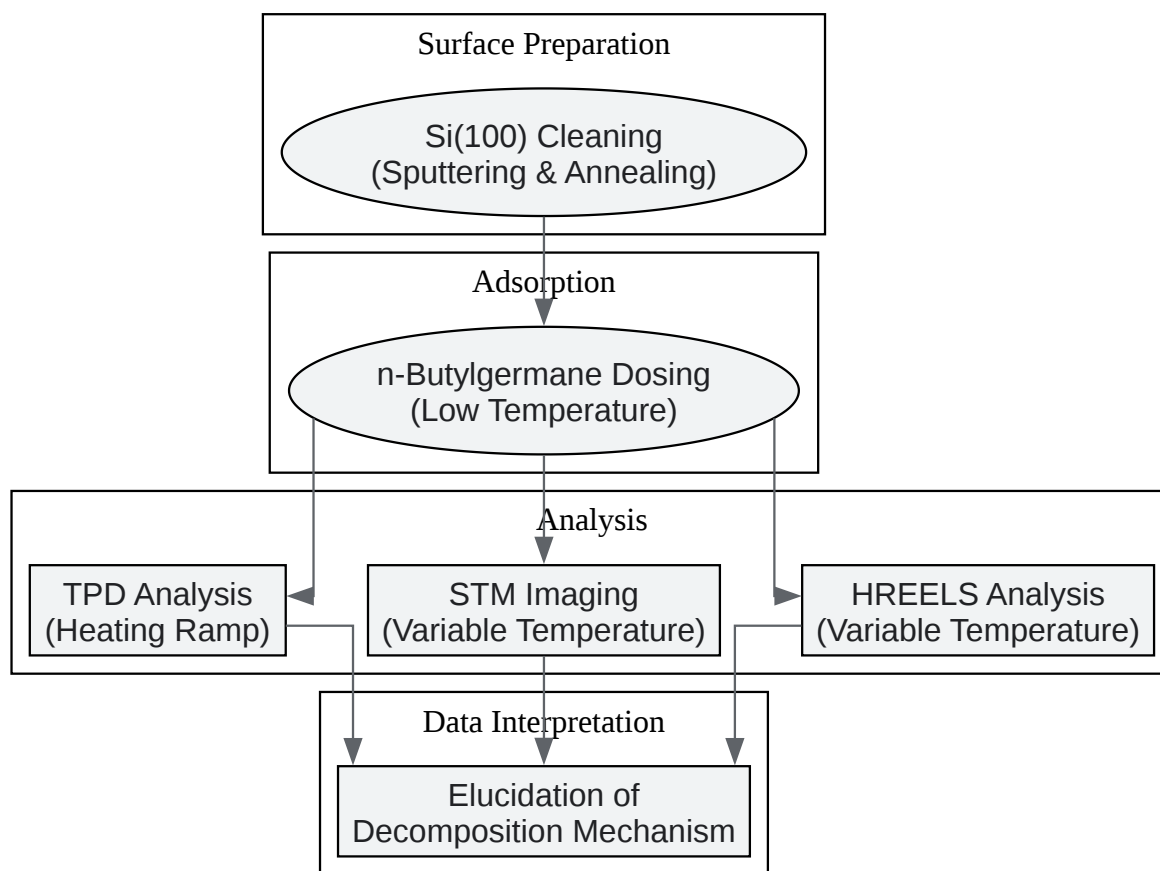 Surface Preparation
Si(100) Cleaning
(Sputtering & Annealing)
Adsorption
n-Butylgermane Dosing
(Low Temperature)
Analysis
TPD Analysis
(Heating Ramp)
STM Imaging
(Variable Temperature)
HREELS Analysis
(Variable Temperature)
Data Interpretation
Elucidation of
Decomposition Mechanism